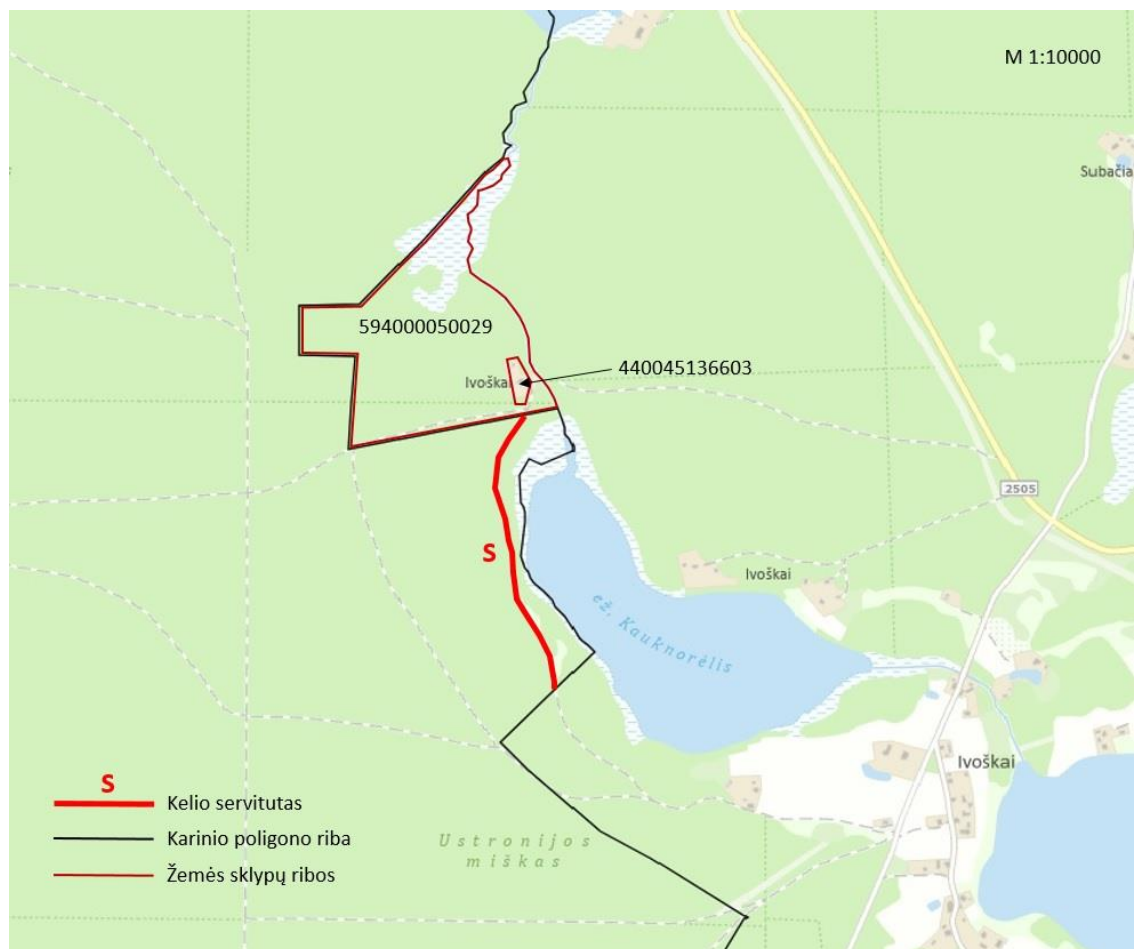 M 1:10000
Subačia
594000050029
440045136603
Ivoškai
2505
S
Ivoškai
ež. Kauknorėlis
Ivoškai
S
Kelio servitutas
Karinio poligono riba
Žemės sklypų ribos
Ustronijos
miškas